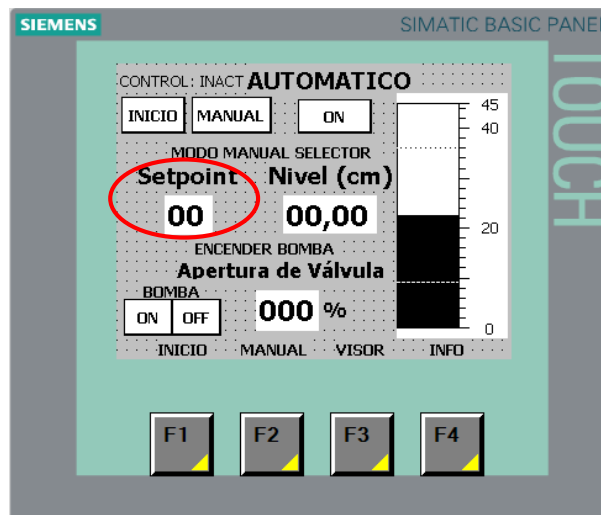 SIEMENS
SIMATIC BASIC PANEL
TOUCH
CONTROL: INACT AUTOMATICO
INICIO MANUAL ON
45
40
MODO MANUAL SELECTOR
Setpoint Nivel (cm)
00 00,00
20
ENCENDER BOMBA
Apertura de Válvula
BOMBA
ON OFF 000 %
0
INICIO MANUAL VISOR INFO
F1 F2 F3 F4